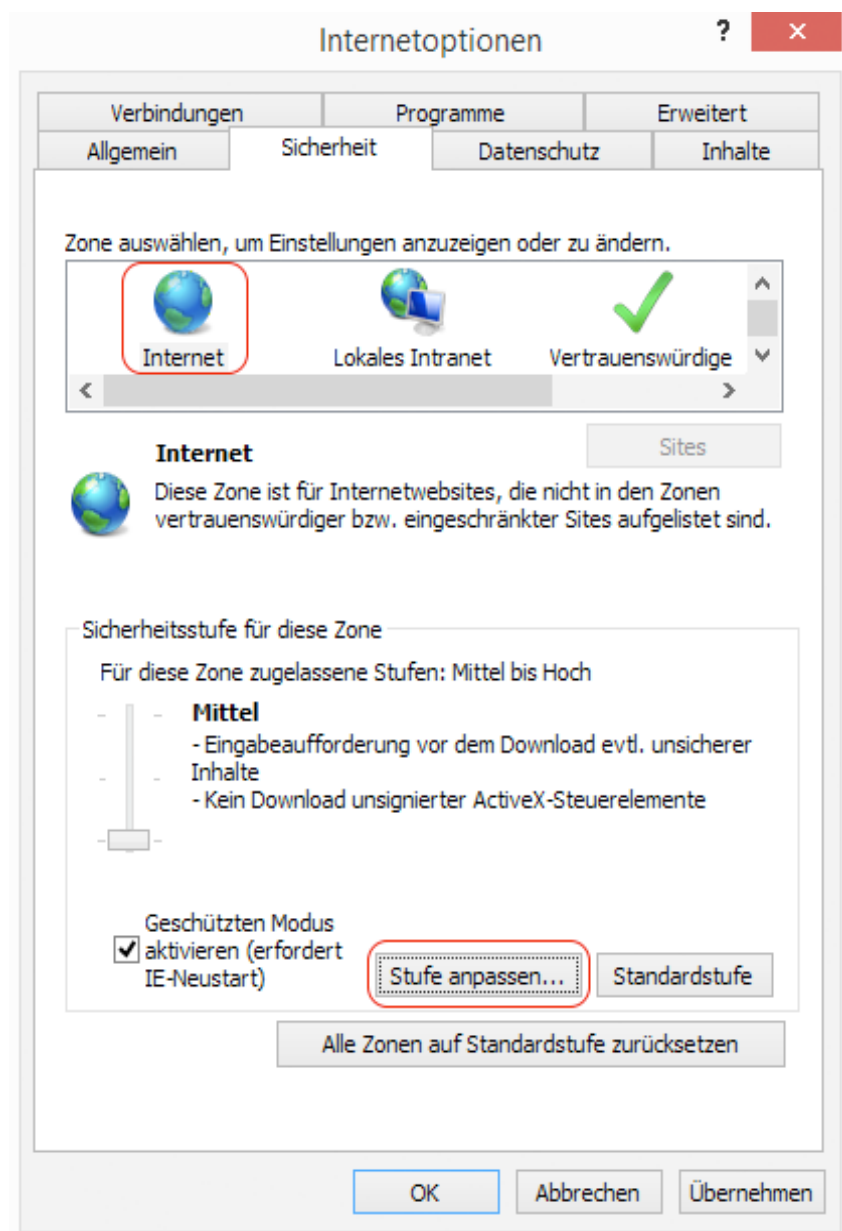 Internetoptionen ? ×
Verbindungen Programme Erweitert
Allgemein Sicherheit Datenschutz Inhalte
Zone auswählen, um Einstellungen anzuzeigen oder zu ändern.
Internet Lokales Intranet Vertrauenswürdige
Sites
Internet
Diese Zone ist für Internetwebsites, die nicht in den Zonen
vertrauenswürdiger bzw. eingeschränkter Sites aufgelistet sind.
Sicherheitsstufe für diese Zone
Für diese Zone zugelassene Stufen: Mittel bis Hoch
Mittel
- Eingabeaufforderung vor dem Download evtl. unsicherer
Inhalte
- Kein Download unsignierter ActiveX-Steuerelemente
Geschützten Modus
aktivieren (erfordert
IE-Neustart)
Stufe anpassen... Standardstufe
Alle Zonen auf Standardstufe zurücksetzen
OK Abbrechen Übernehmen